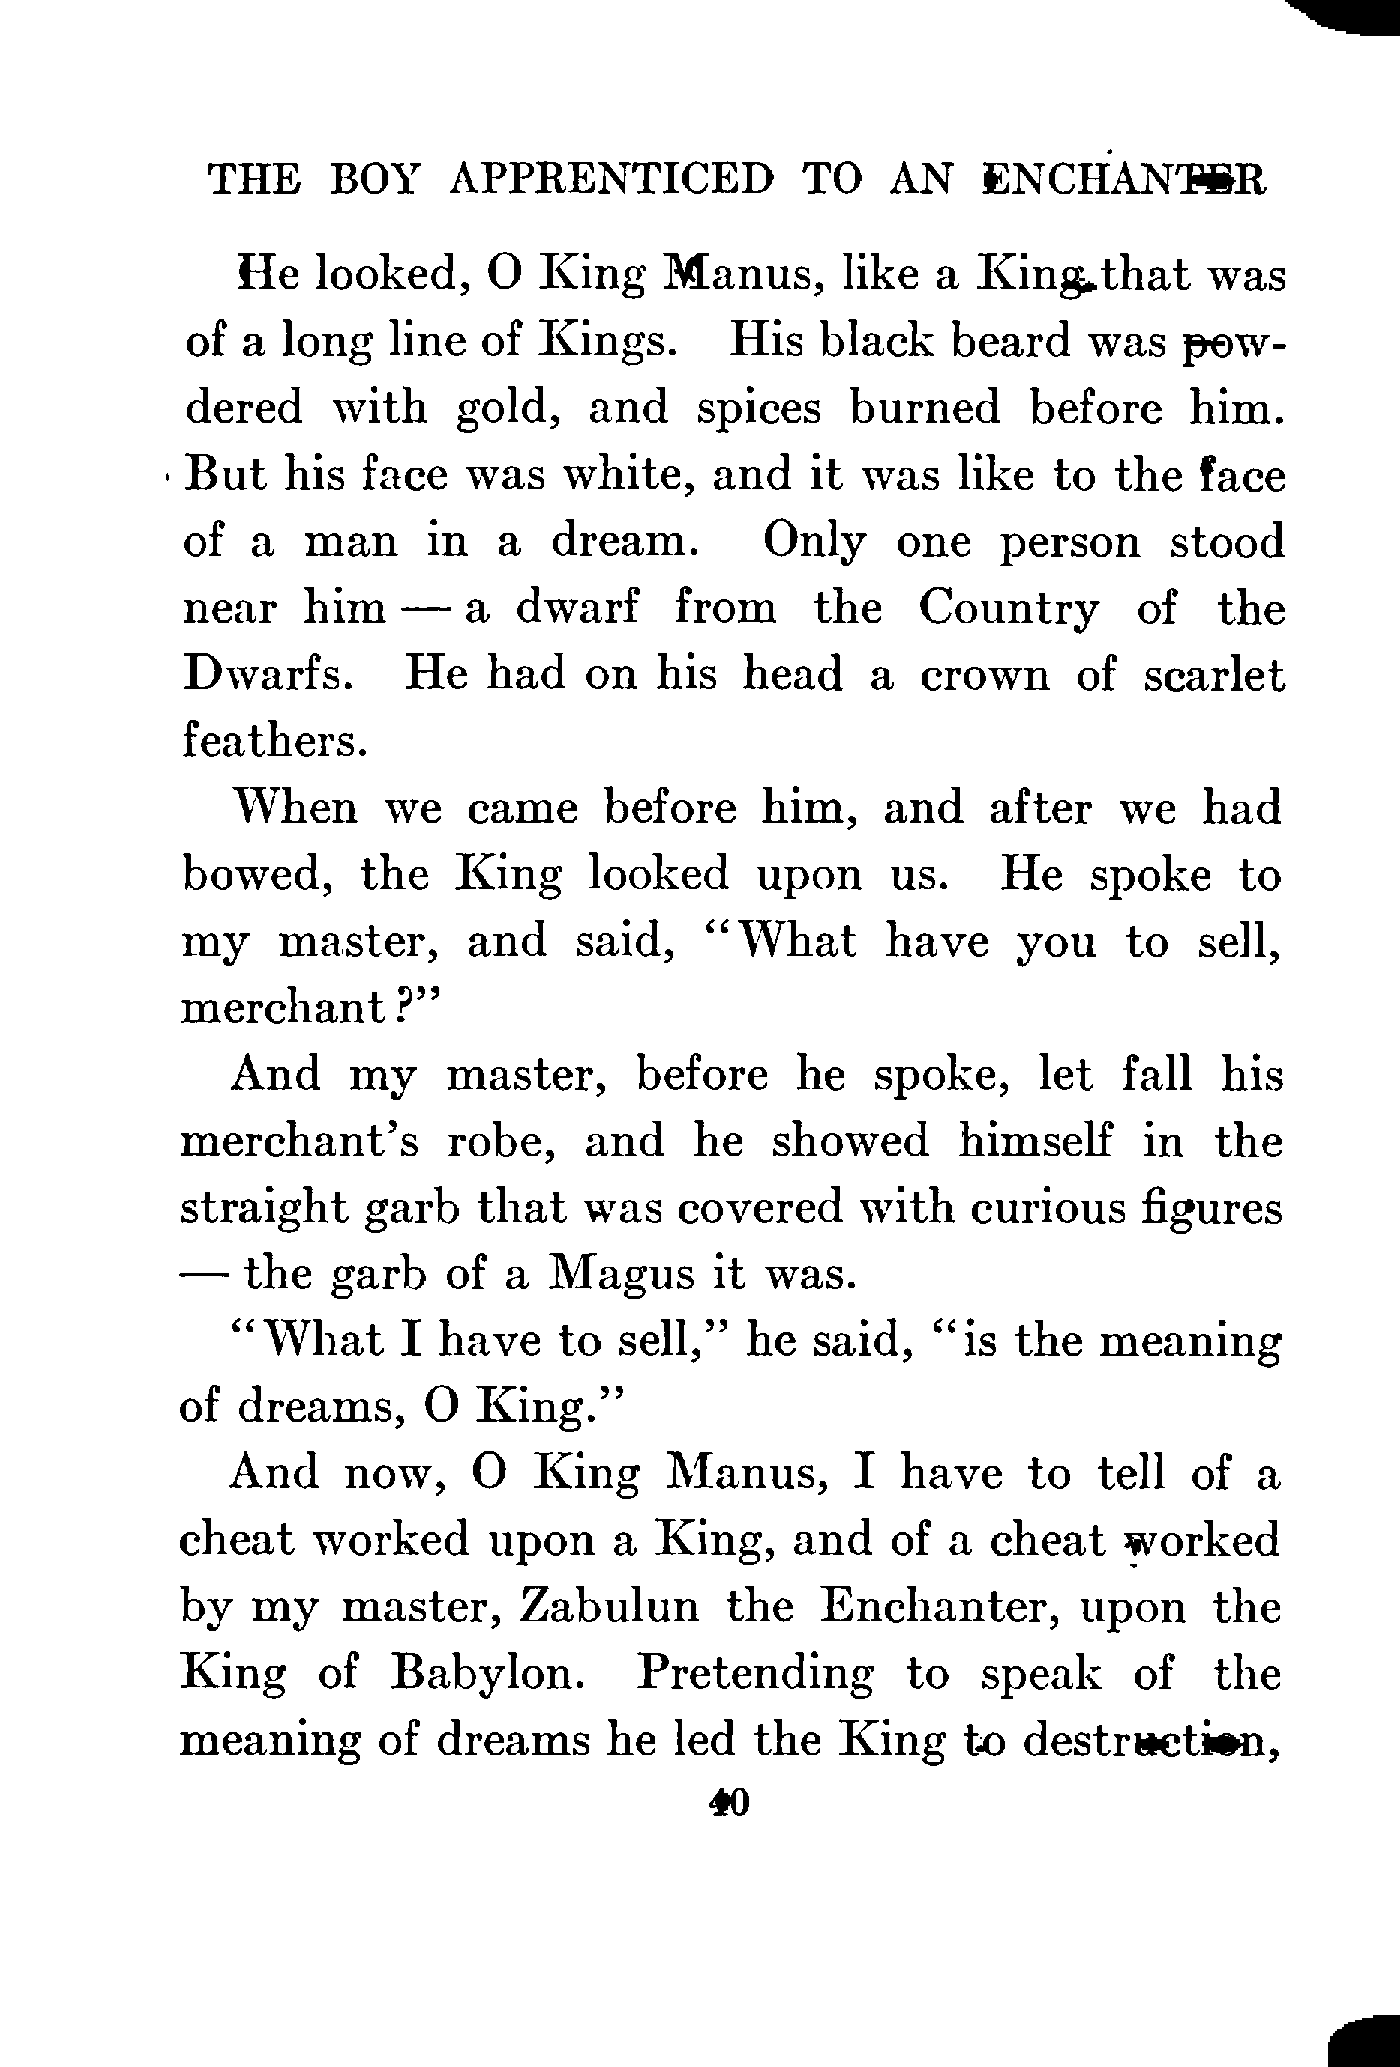 THE BOY APPRENTICED TO AN ENCHANTER
He looked, O King Manus, like a King that was
of a long line of Kings. His black beard was pow-
dered with gold, and spices burned before him.
But his face was white, and it was like to the face
of a man in a dream. Only one person stood
near him — a dwarf from the Country of the
Dwarfs. He had on his head a crown of scarlet
feathers.
When we came before him, and after we had
bowed, the King looked upon us. He spoke to
my master, and said, “What have you to sell,
merchant?”
And my master, before he spoke, let fall his
merchant’s robe, and he showed himself in the
straight garb that was covered with curious figures
— the garb of a Magus it was.
“What I have to sell,” he said, “is the meaning
of dreams, O King.”
And now, O King Manus, I have to tell of a
cheat worked upon a King, and of a cheat worked
by my master, Zabulun the Enchanter, upon the
King of Babylon. Pretending to speak of the
meaning of dreams he led the King to destruction,
40